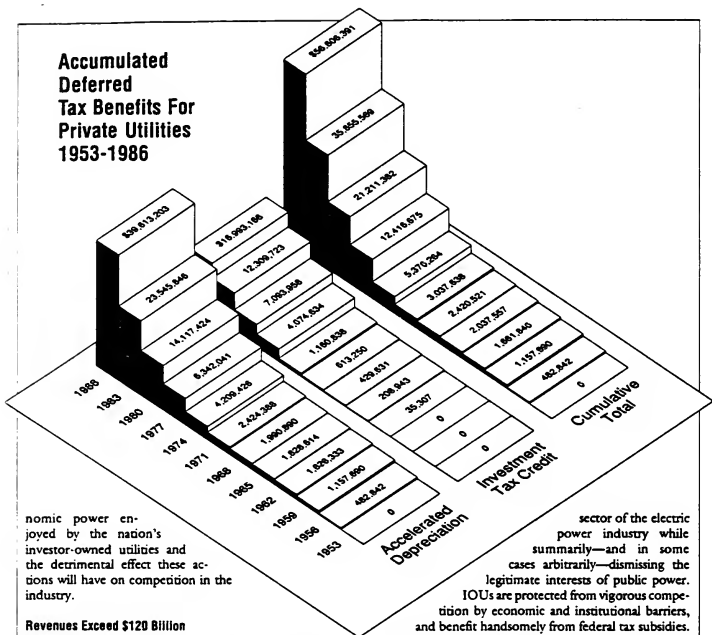 Accumulated
Deferred
Tax Benefits For
Private Utilities
1953-1986
$56,606,391
35,855,569
21,211,382
12,416,675
5,370,264
3,037,638
2,420,521
2,037,557
1,661,640
1,157,890
482,842
0
Cumulative
Total
$16,993,188
12,309,723
7,093,958
4,074,634
1,160,838
613,250
429,631
208,943
35,307
0
0
0
Investment
Tax Credit
$39,613,203
23,545,846
14,117,424
8,342,041
4,209,426
2,424,388
1,990,890
1,828,614
1,626,333
1,157,890
482,842
0
Accelerated
Depreciation
1986
1983
1980
1977
1974
1971
1968
1965
1962
1959
1956
1953
nomic power en-
joyed by the nation's
investor-owned utilities and
the detrimental effect these ac-
tions will have on competition in the
industry.
Revenues Exceed $120 Billion
sector of the electric
power industry while
summarily—and in some
cases arbitrarily—dismissing the
legitimate interests of public power.
IOUs are protected from vigorous compe-
tition by economic and institutional barriers,
and benefit handsomely from federal tax subsidies.